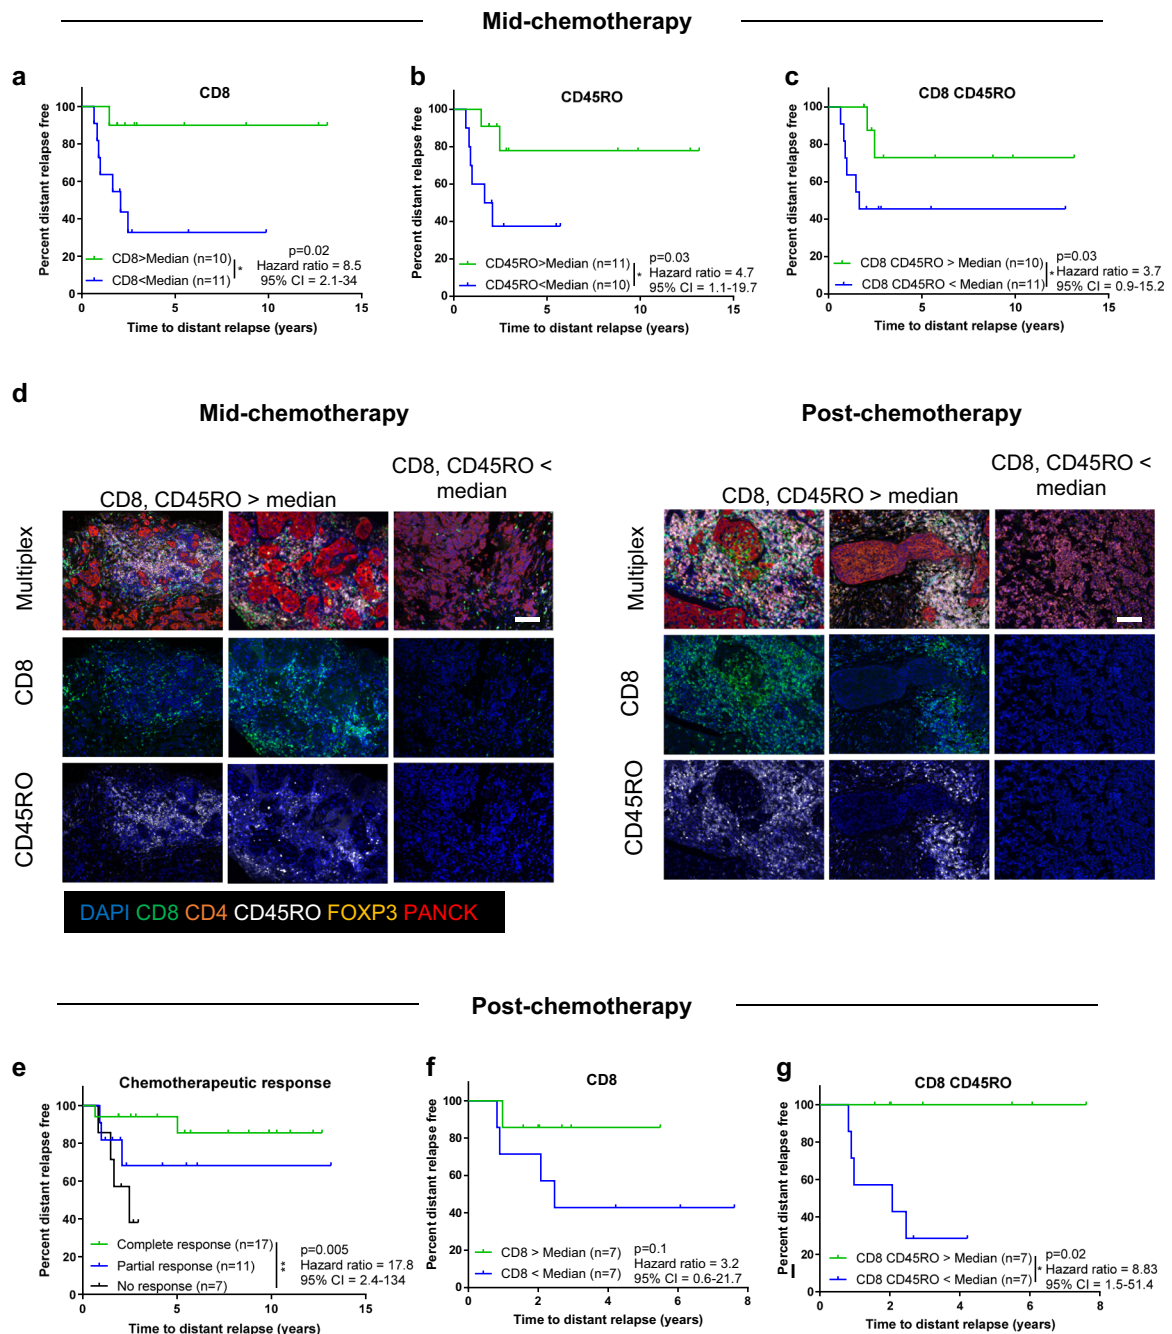 Mid-chemotherapy
a
CD8
Percent distant relapse free
100
80
60
40
20
0
CD8>Median (n=10)
CD8<Median (n=11)
*
p=0.02
Hazard ratio = 8.5
95% CI = 2.1-34
0 5 10 15
Time to distant relapse (years)
b
CD45RO
Percent distant relapse free
100
80
60
40
20
0
CD45RO>Median (n=11)
CD45RO<Median (n=10)
*
p=0.03
Hazard ratio = 4.7
95% CI = 1.1-19.7
0 5 10 15
Time to distant relapse (years)
c
CD8 CD45RO
Percent distant relapse free
100
80
60
40
20
0
CD8 CD45RO > Median (n=10)
CD8 CD45RO < Median (n=11)
*
p=0.03
Hazard ratio = 3.7
95% CI = 0.9-15.2
0 5 10 15
Time to distant relapse (years)
d
Mid-chemotherapy
CD8, CD45RO > median
CD8, CD45RO <
median
Multiplex
CD8
CD45RO
DAPI CD8 CD4 CD45RO FOXP3 PANCK
Post-chemotherapy
CD8, CD45RO > median
CD8, CD45RO <
median
Multiplex
CD8
CD45RO
Post-chemotherapy
e
Chemotherapeutic response
Percent distant relapse free
100
80
60
40
20
0
Complete response (n=17)
Partial response (n=11)
No response (n=7)
**
p=0.005
Hazard ratio = 17.8
95% CI = 2.4-134
0 5 10 15
Time to distant relapse (years)
f
CD8
Percent distant relapse free
100
80
60
40
20
0
CD8 > Median (n=7)
CD8 < Median (n=7)
p=0.1
Hazard ratio = 3.2
95% CI = 0.6-21.7
0 2 4 6 8
Time to distant relapse (years)
g
CD8 CD45RO
Percent distant relapse free
100
80
60
40
20
0
CD8 CD45RO > Median (n=7)
CD8 CD45RO < Median (n=7)
*
p=0.02
Hazard ratio = 8.83
95% CI = 1.5-51.4
0 2 4 6 8
Time to distant relapse (years)